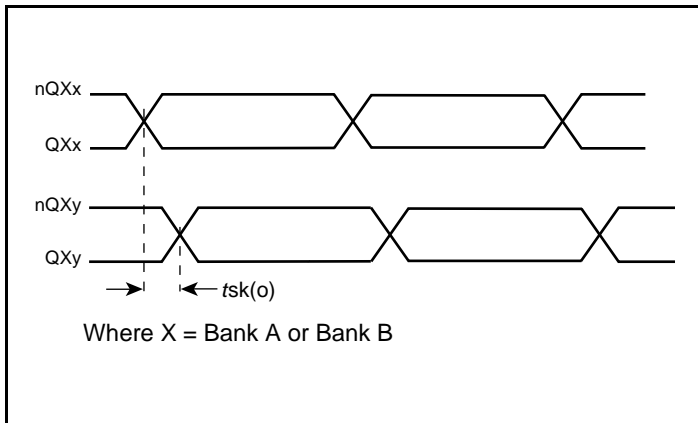 nQXx
QXx
nQXy
QXy
tsk(o)
Where X = Bank A or Bank B